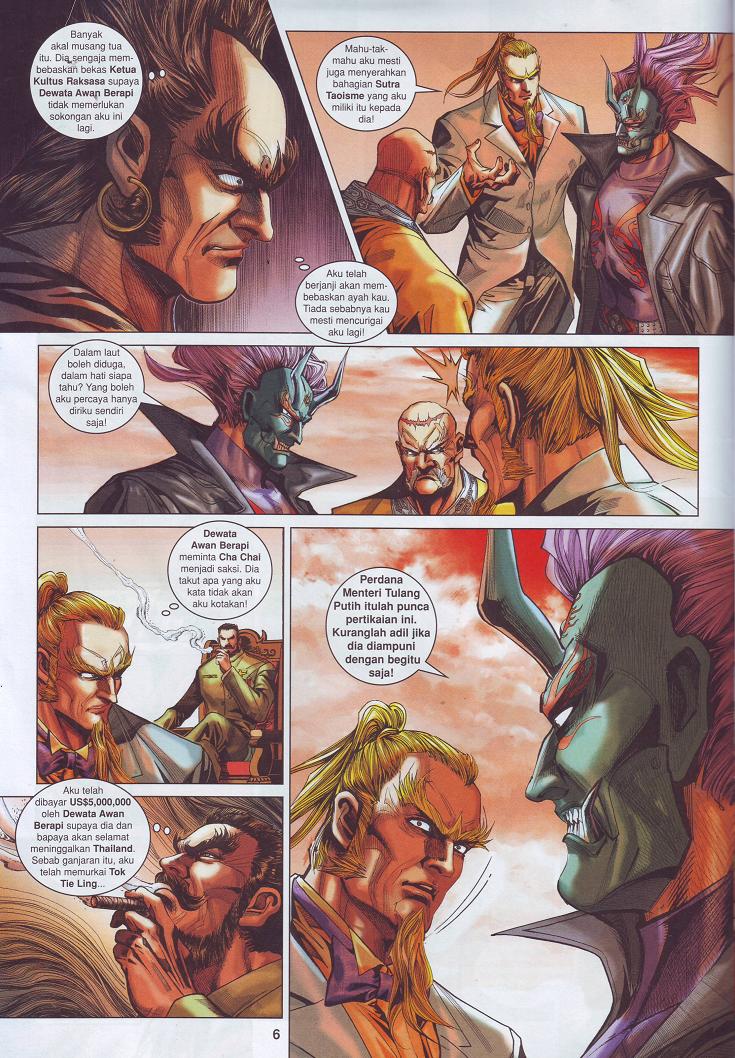 Banyak
akal musang tua
itu. Dia sengaja mem-
bebaskan bekas Ketua
Kultus Raksasa supaya
Dewata Awan Berapi
tidak memerlukan
sokongan aku ini
lagi.
Mahu-tak-
mahu aku mesti
juga menyerahkan
bahagian Sutra
Taoisme yang aku
miliki itu kepada
dia!
Aku telah
berjanji akan mem-
bebaskan ayah kau.
Tiada sebabnya kau
mesti mencurigai
aku lagi!
Dalam laut
boleh diduga,
dalam hati siapa
tahu? Yang boleh
aku percaya hanya
diriku sendiri
saja!
Dewata
Awan Berapi
meminta Cha Chai
menjadi saksi. Dia
takut apa yang aku
kata tidak akan
aku kotakan!
Perdana
Menteri Tulang
Putih itulah punca
pertikaian ini.
Kuranglah adil jika
dia diampuni
dengan begitu
saja!
Aku telah
dibayar US$5,000,000
oleh Dewata Awan
Berapi supaya dia dan
bapaya akan selamat
meninggalkan Thailand.
Sebab ganjaran itu, aku
telah memurkai Tok
Tie Ling...
6